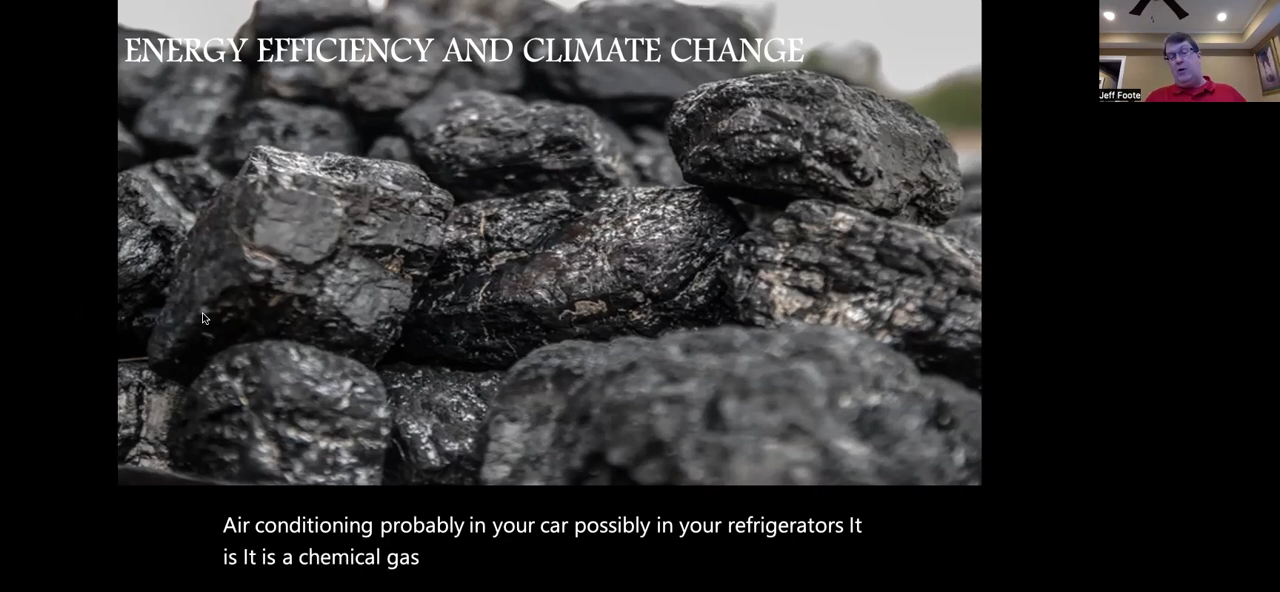 ENERGY EFFICIENCY AND CLIMATE CHANGE
Jeff Foote
Air conditioning probably in your car possibly in your refrigerators It
is It is a chemical gas